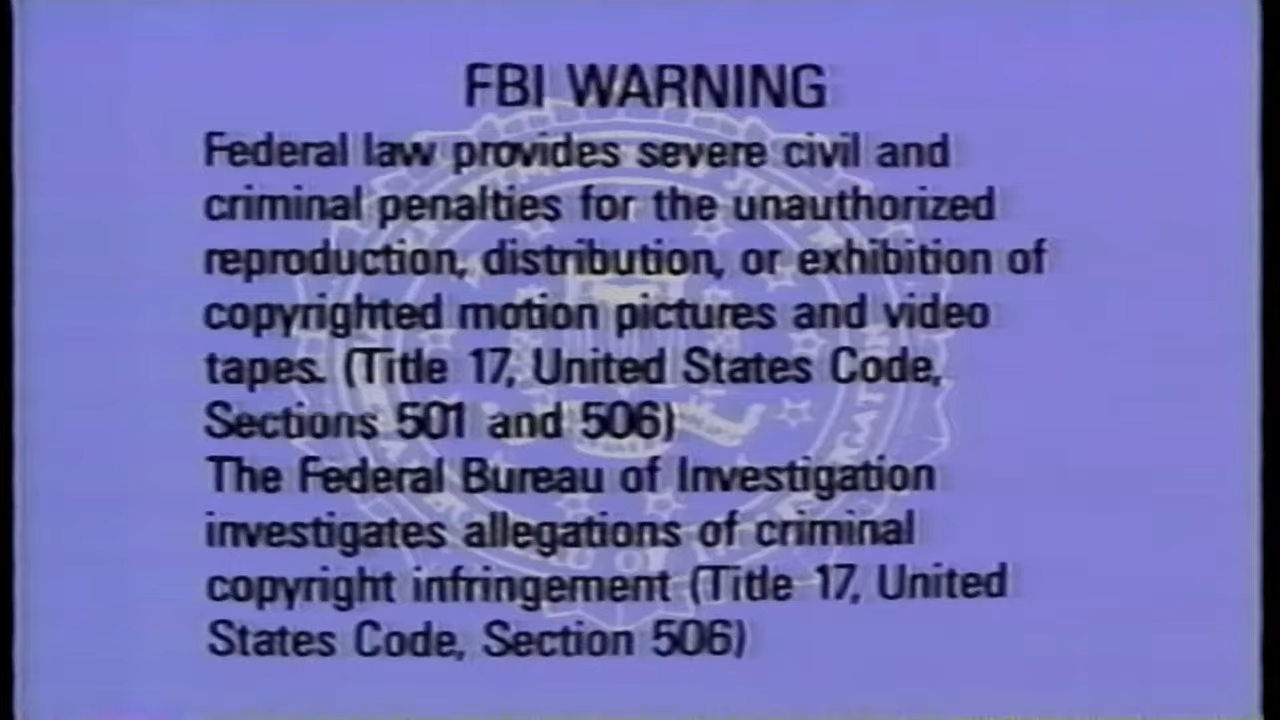 FBI WARNING
Federal law provides severe civil and
criminal penalties for the unauthorized
reproduction, distribution, or exhibition of
copyrighted motion pictures and video
tapes. (Title 17, United States Code,
Sections 501 and 506)
The Federal Bureau of Investigation
investigates allegations of criminal
copyright infringement (Title 17, United
States Code, Section 506)